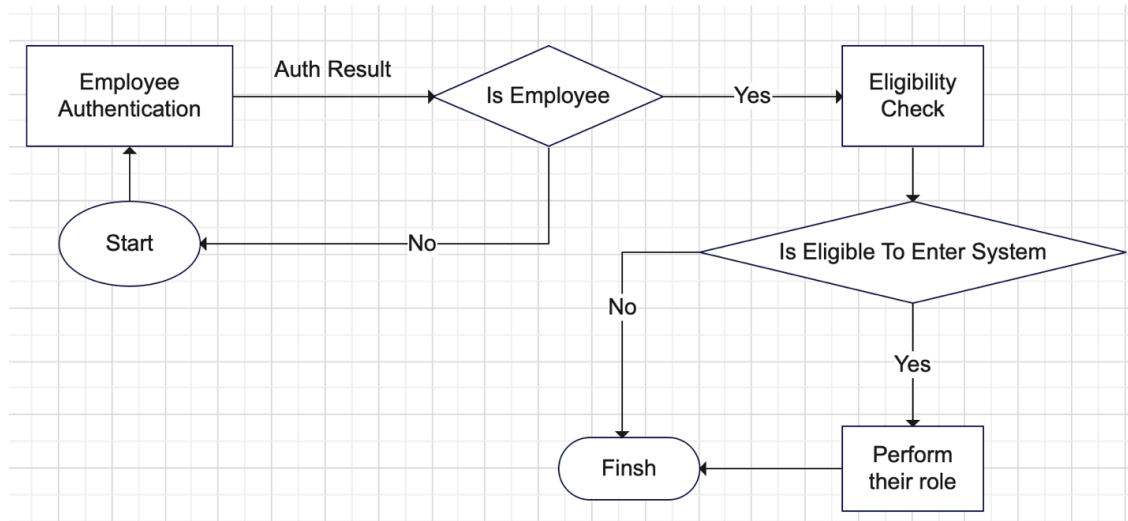 Employee
Authentication
Auth Result
Is Employee
Yes
Eligibility
Check
Start
No
Is Eligible To Enter System
No
Yes
Finsh
Perform
their role